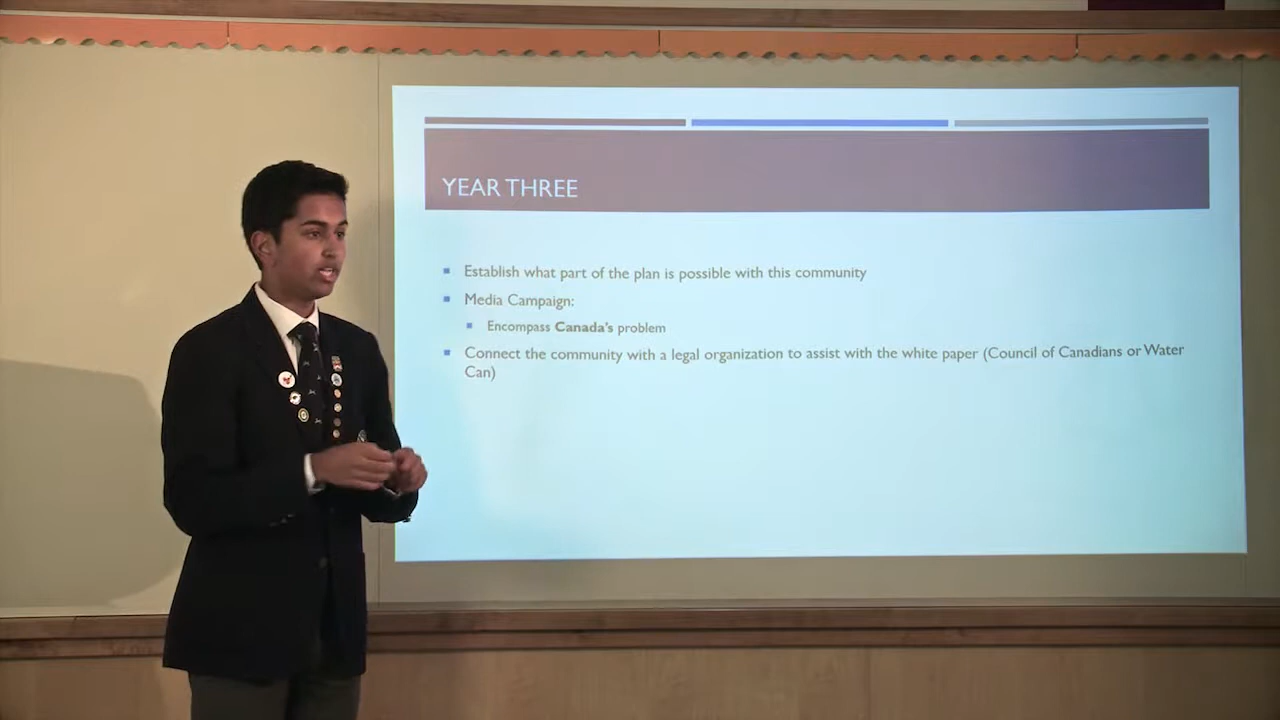 YEAR THREE
Establish what part of the plan is possible with this community
Media Campaign:
Encompass Canada's problem
Connect the community with a legal organization to assist with the white paper (Council of Canadians or Water
Can)